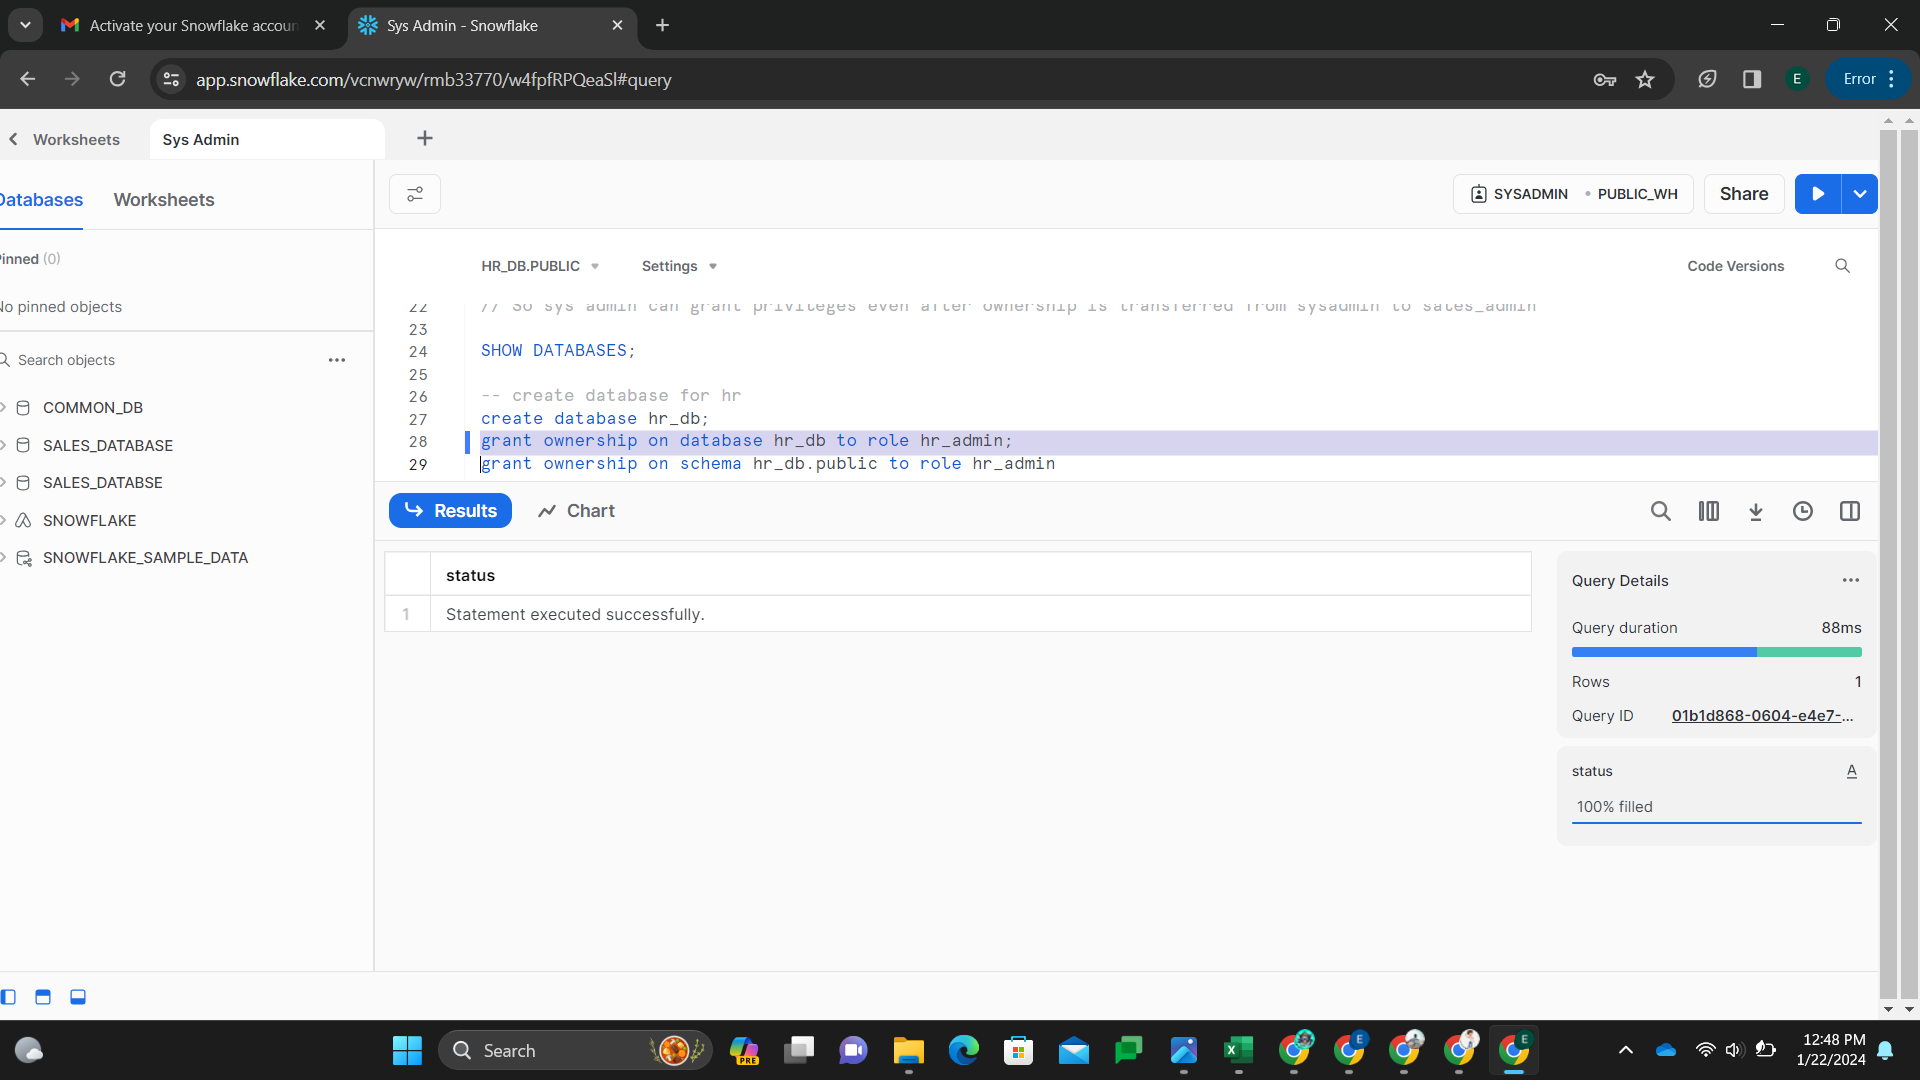 Activate your Snowflake accoun
Sys Admin - Snowflake
app.snowflake.com/vcnwryw/rmb33770/w4fpfRPQeaSl#query
E
Error
Worksheets
Sys Admin
Databases
Worksheets
SYSADMIN
PUBLIC_WH
Share
Pinned (0)
HR_DB.PUBLIC
Settings
Code Versions
No pinned objects
22 // So sys admin can grant privileges even after ownership is transferred from sysadmin to sales_admin
23
24 SHOW DATABASES;
25
26 -- create database for hr
27 create database hr_db;
28 grant ownership on database hr_db to role hr_admin;
29 grant ownership on schema hr_db.public to role hr_admin
Search objects
COMMON_DB
SALES_DATABASE
SALES_DATABSE
SNOWFLAKE
SNOWFLAKE_SAMPLE_DATA
Results
Chart
status
1 Statement executed successfully.
Query Details
Query duration 88ms
Rows 1
Query ID 01b1d868-0604-e4e7-...
status A
100% filled
Search
PRE
E
E
12:48 PM
1/22/2024